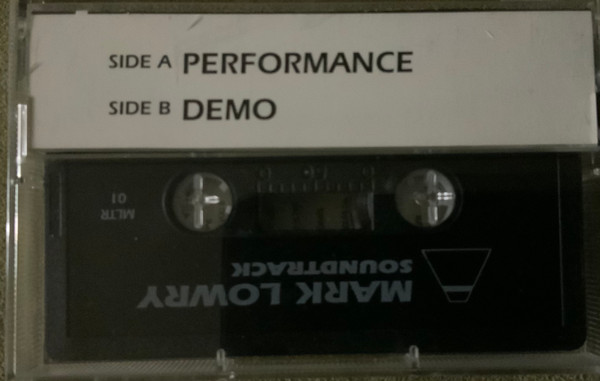 SIDE A PERFORMANCE
SIDE B DEMO
MARK LOWRY
SOUNDTRACK
MLTR
01